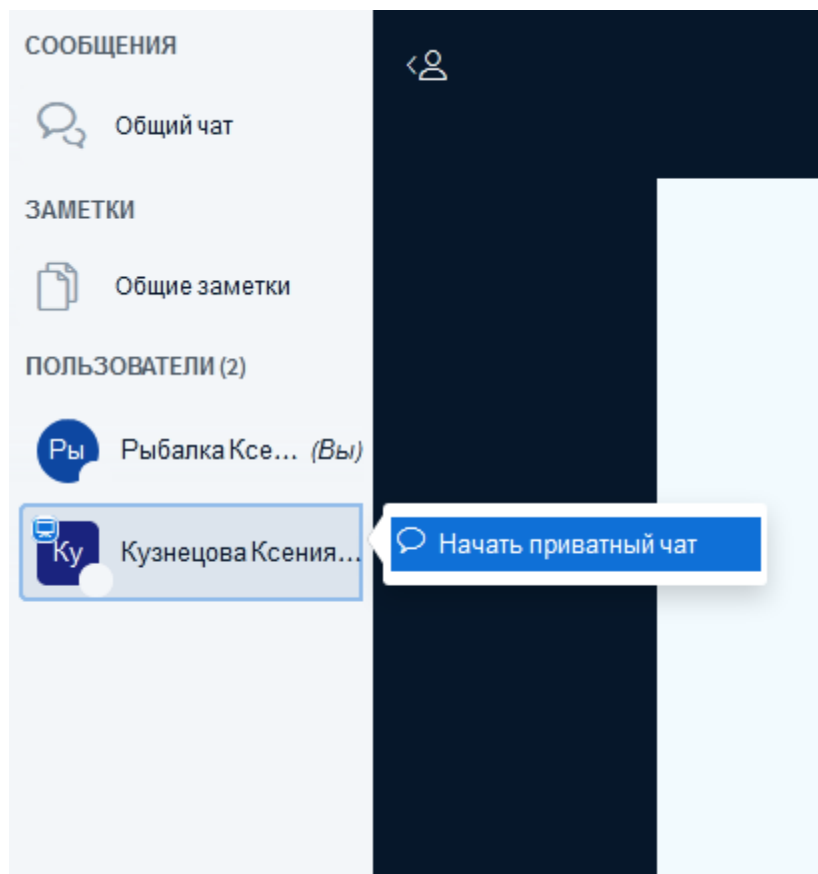 СООБЩЕНИЯ
Общий чат
ЗАМЕТКИ
Общие заметки
ПОЛЬЗОВАТЕЛИ (2)
Ры Рыбалка Ксе... (Вы)
Ку Кузнецова Ксения...
Начать приватный чат